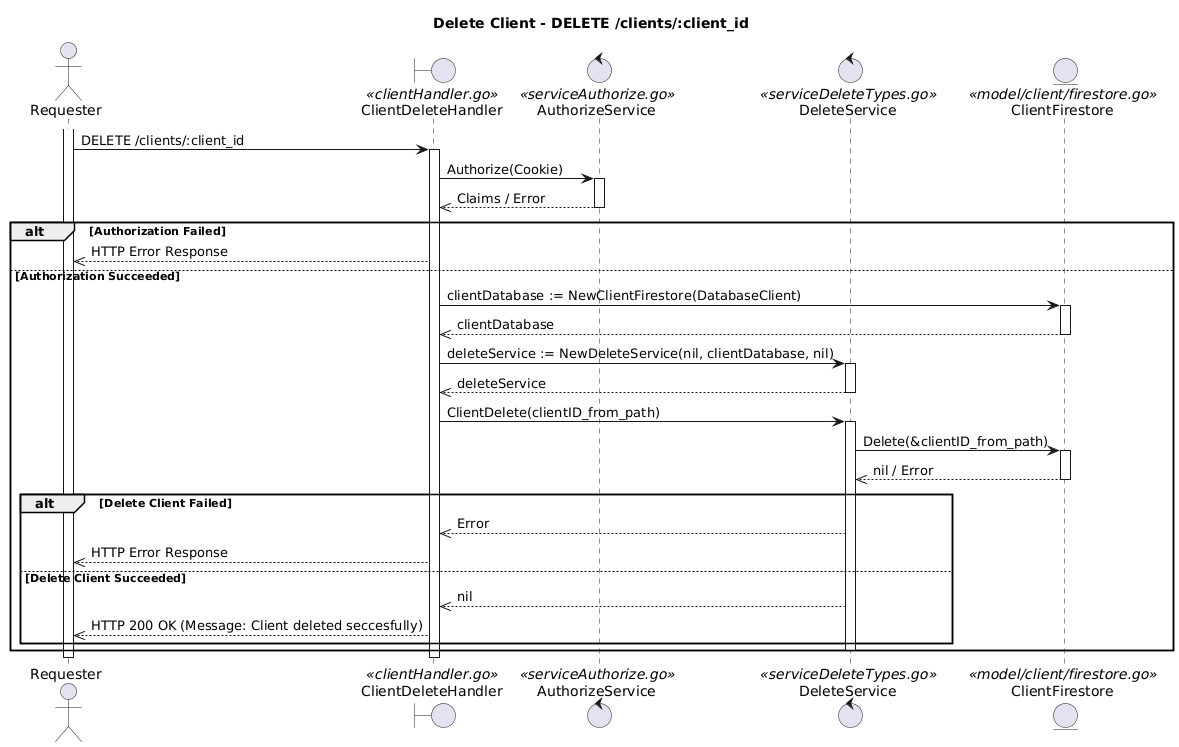 Delete Client - DELETE /clients/:client_id
Requester
«clientHandler.go»
ClientDeleteHandler
«serviceAuthorize.go»
AuthorizeService
«serviceDeleteTypes.go»
DeleteService
«model/client/firestore.go»
ClientFirestore
DELETE /clients/:client_id
Authorize(Cookie)
Claims / Error
alt [Authorization Failed]
HTTP Error Response
[Authorization Succeeded]
clientDatabase := NewClientFirestore(DatabaseClient)
clientDatabase
deleteService := NewDeleteService(nil, clientDatabase, nil)
deleteService
ClientDelete(clientID_from_path)
Delete(&clientID_from_path)
nil / Error
alt [Delete Client Failed]
Error
HTTP Error Response
[Delete Client Succeeded]
nil
HTTP 200 OK (Message: Client deleted seccesfully)
Requester
«clientHandler.go»
ClientDeleteHandler
«serviceAuthorize.go»
AuthorizeService
«serviceDeleteTypes.go»
DeleteService
«model/client/firestore.go»
ClientFirestore